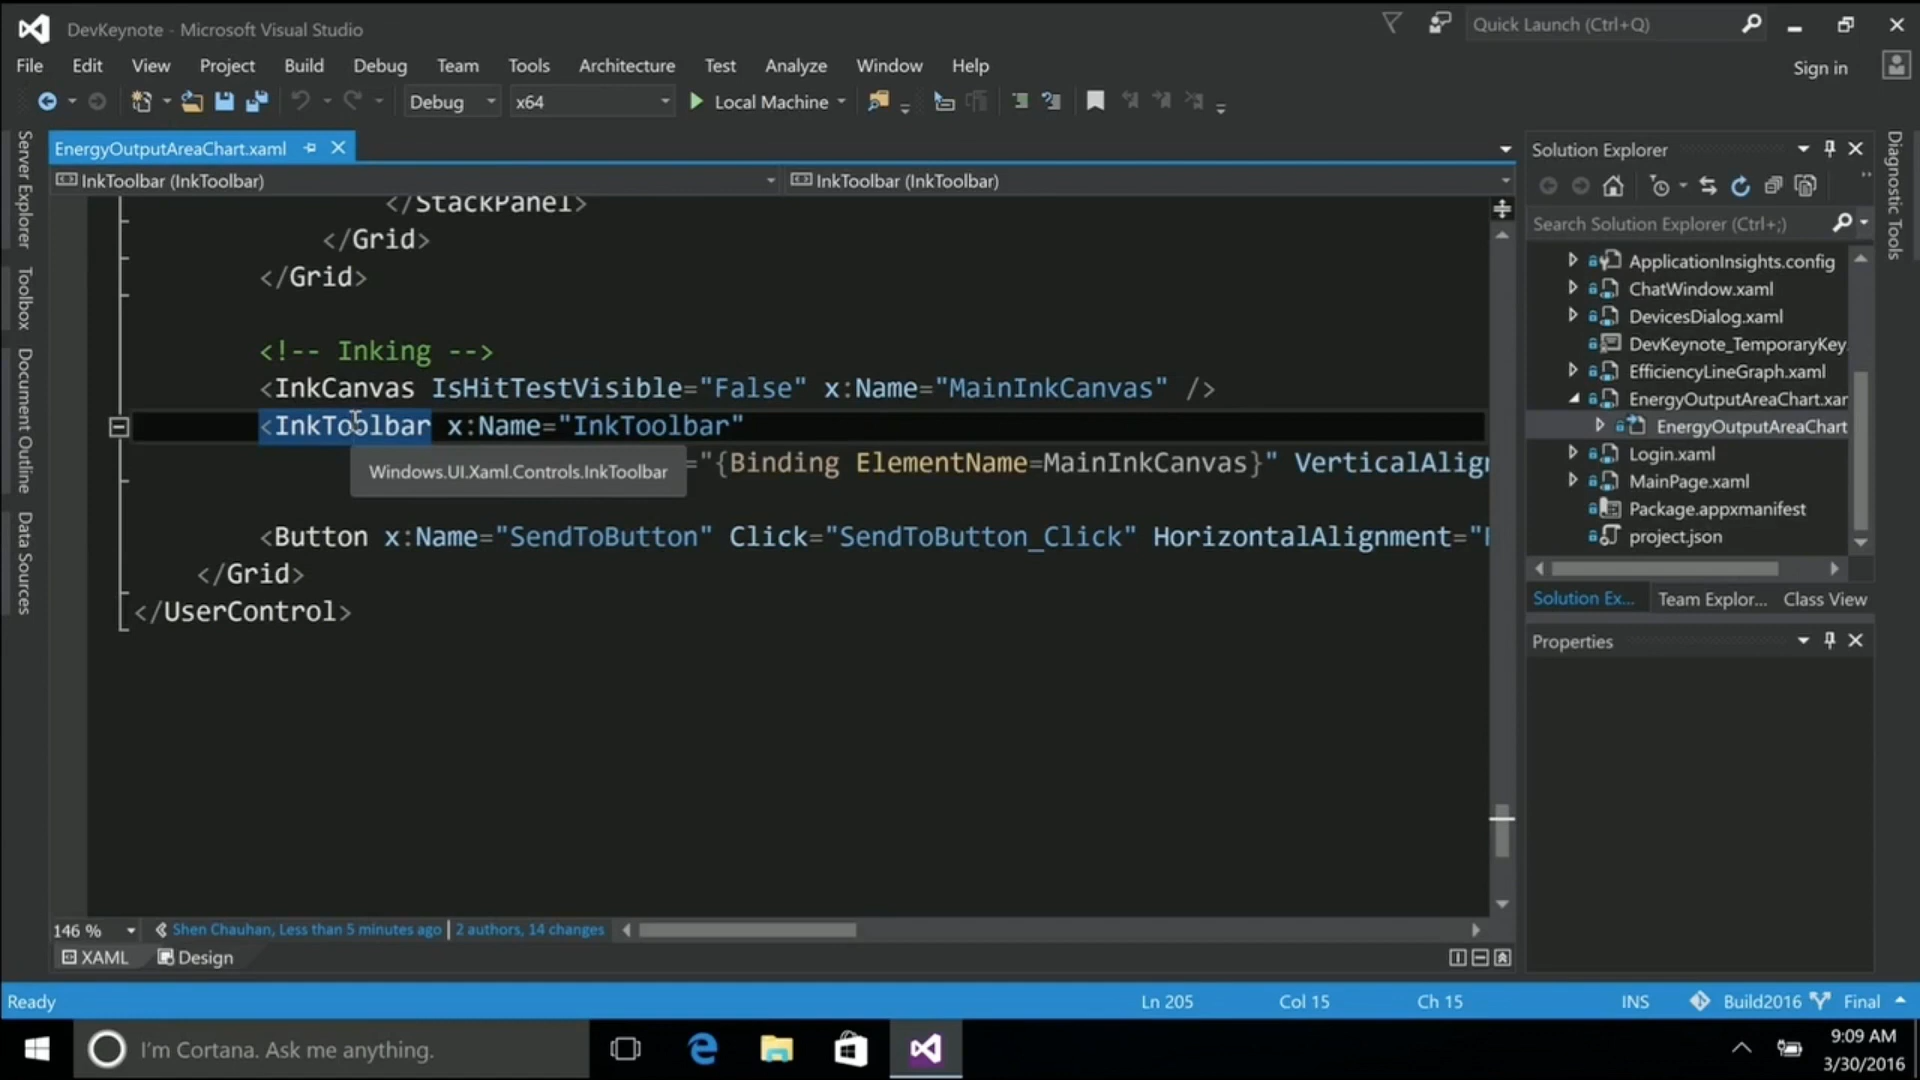 DevKeynote - Microsoft Visual Studio
Quick Launch (Ctrl+Q)
File Edit View Project Build Debug Team Tools Architecture Test Analyze Window Help
Sign in
Debug x64 Local Machine
Server Explorer
Toolbox
Document Outline
Data Sources
EnergyOutputAreaChart.xaml
InkToolbar (InkToolbar) InkToolbar (InkToolbar)
</StackPanel>
</Grid>
</Grid>
<!-- Inking -->
<InkCanvas IsHitTestVisible="False" x:Name="MainInkCanvas" />
<InkToolbar x:Name="InkToolbar"
="{Binding ElementName=MainInkCanvas}" VerticalAlign
Windows.UI.Xaml.Controls.InkToolbar
<Button x:Name="SendToButton" Click="SendToButton_Click" HorizontalAlignment="
</Grid>
</UserControl>
146 % Shen Chauhan, Less than 5 minutes ago | 2 authors, 14 changes
XAML Design
Solution Explorer
Search Solution Explorer (Ctrl+;)
ApplicationInsights.config
ChatWindow.xaml
DevicesDialog.xaml
DevKeynote_TemporaryKey.
EfficiencyLineGraph.xaml
EnergyOutputAreaChart.xar
EnergyOutputAreaChart
Login.xaml
MainPage.xaml
Package.appxmanifest
project.json
Solution Ex... Team Explor... Class View
Properties
Diagnostic Tools
Ready Ln 205 Col 15 Ch 15 INS Build2016 Final
I'm Cortana. Ask me anything.
9:09 AM
3/30/2016